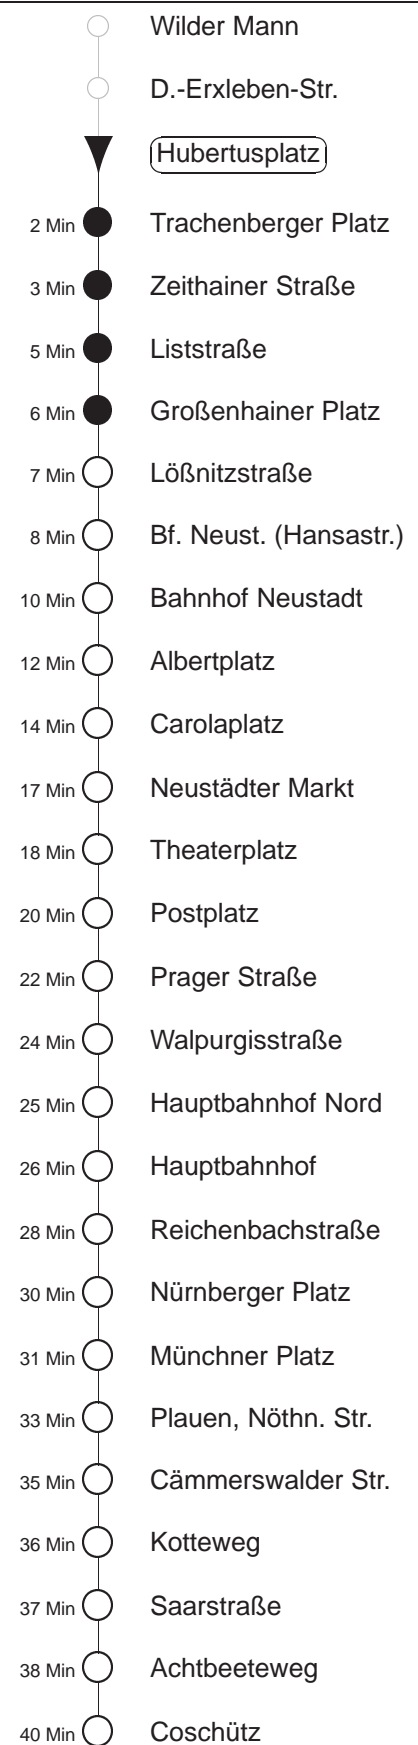 Wilder Mann
D.-Erxleben-Str.
Hubertusplatz
2 Min Trachenberger Platz
3 Min Zeithainer Straße
5 Min Liststraße
6 Min Großenhainer Platz
7 Min Lößnitzstraße
8 Min Bf. Neust. (Hansastr.)
10 Min Bahnhof Neustadt
12 Min Albertplatz
14 Min Carolaplatz
17 Min Neustädter Markt
18 Min Theaterplatz
20 Min Postplatz
22 Min Prager Straße
24 Min Walpurgisstraße
25 Min Hauptbahnhof Nord
26 Min Hauptbahnhof
28 Min Reichenbachstraße
30 Min Nürnberger Platz
31 Min Münchner Platz
33 Min Plauen, Nöthn. Str.
35 Min Cämmerswalder Str.
36 Min Kotteweg
37 Min Saarstraße
38 Min Achtbeeteweg
40 Min Coschütz